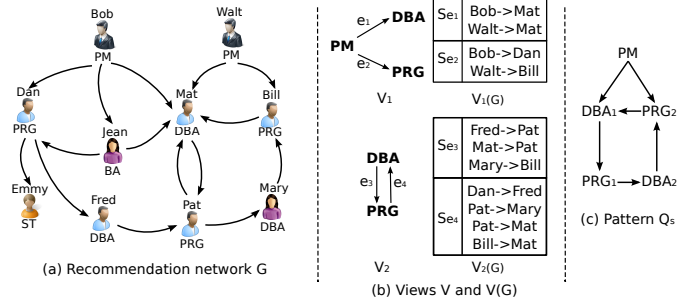 Bob
PM
Walt
PM
Dan
PRG
Mat
DBA
Bill
PRG
Jean
BA
Emmy
ST
Fred
DBA
Pat
PRG
Mary
DBA
(a) Recommendation network G
PM
e₁
DBA
e₂
PRG
V₁
Se₁
Bob->Mat
Walt->Mat
Se₂
Bob->Dan
Walt->Bill
V₁(G)
DBA
e₃
e₄
PRG
V₂
Se₃
Fred->Pat
Mat->Pat
Mary->Bill
Se₄
Dan->Fred
Pat->Mary
Pat->Mat
Bill->Mat
V₂(G)
(b) Views V and V(G)
PM
DBA₁
PRG₂
PRG₁
DBA₂
(c) Pattern Qₛ